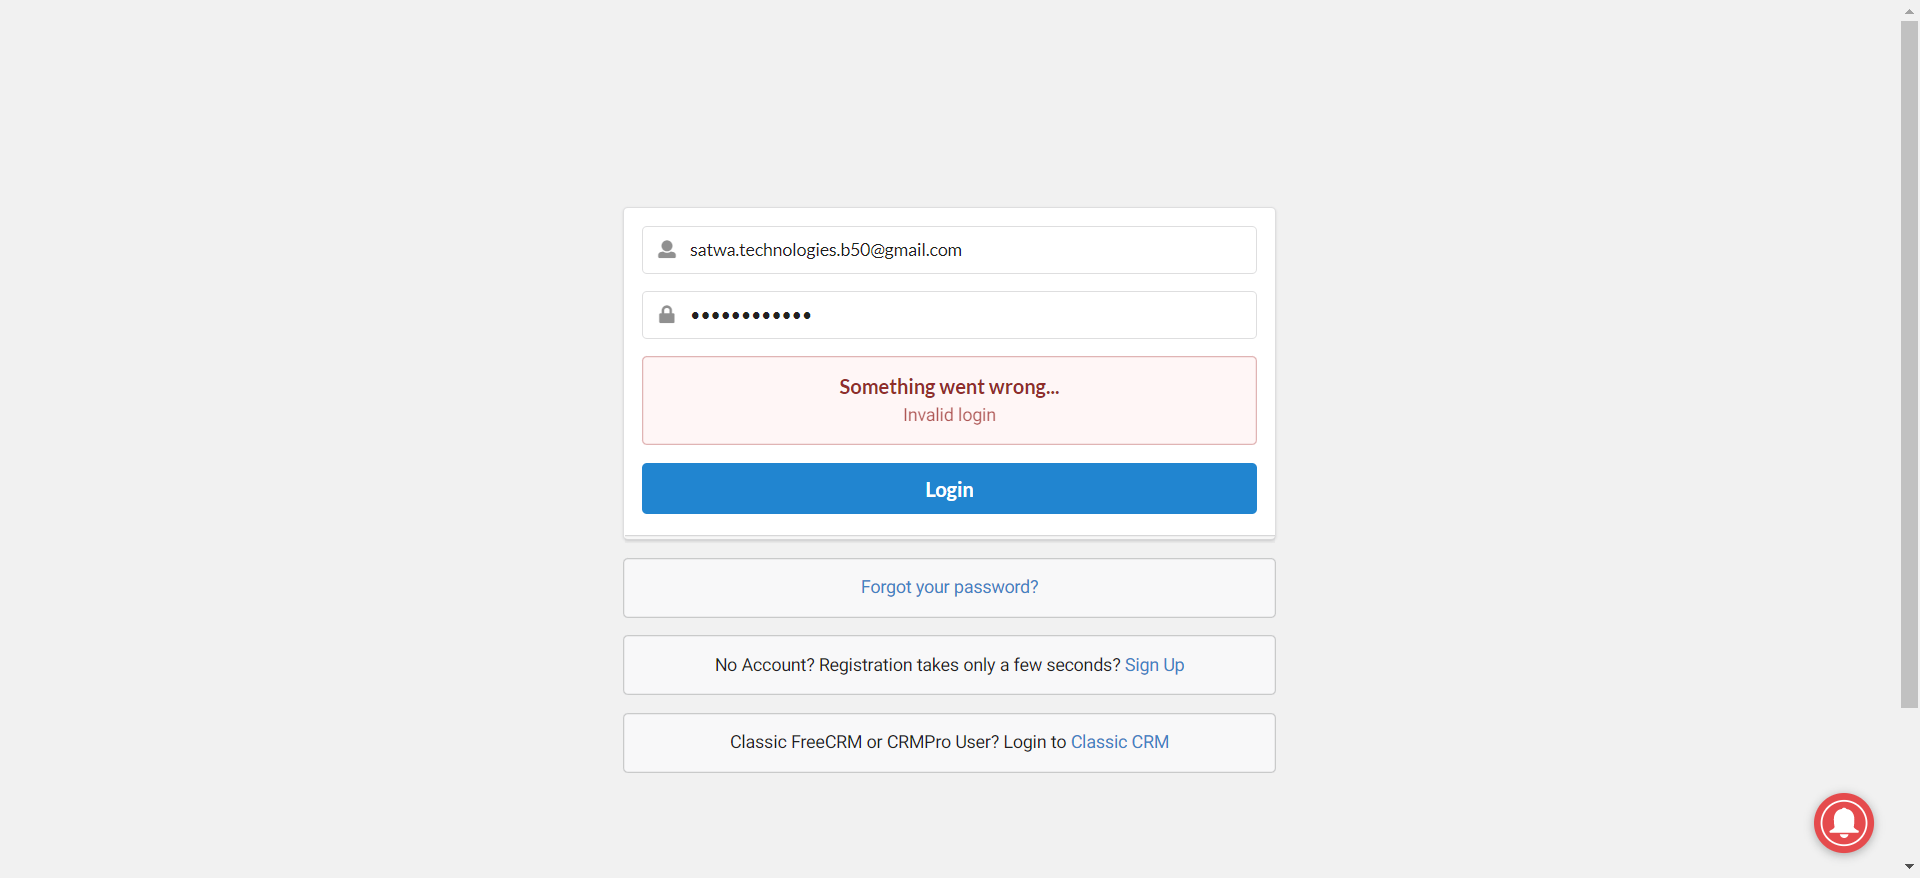 satwa.technologies.b50@gmail.com
••••••••••••
Something went wrong...
Invalid login
Login
Forgot your password?
No Account? Registration takes only a few seconds? Sign Up
Classic FreeCRM or CRMPro User? Login to Classic CRM